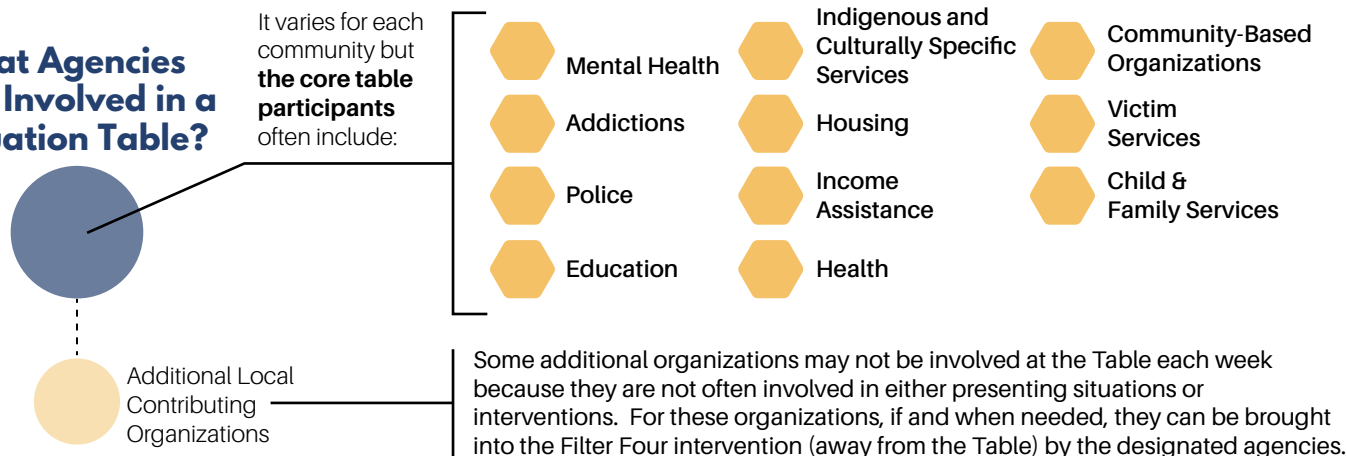 at Agencies
Involved in a
uation Table?
It varies for each
community but
the core table
participants
often include:
Mental Health
Addictions
Police
Education
Indigenous and
Culturally Specific
Services
Housing
Income
Assistance
Health
Community-Based
Organizations
Victim
Services
Child &
Family Services
Additional Local
Contributing
Organizations
Some additional organizations may not be involved at the Table each week
because they are not often involved in either presenting situations or
interventions.  For these organizations, if and when needed, they can be brought
into the Filter Four intervention (away from the Table) by the designated agencies.